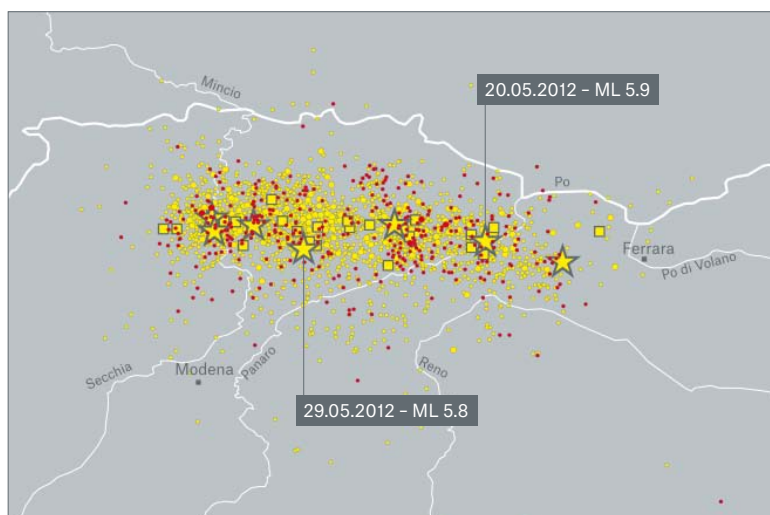 Mincio
20.05.2012 – ML 5.9
Po
Ferrara
Po di Volano
Secchia
Modena
Panaro
Reno
29.05.2012 – ML 5.8